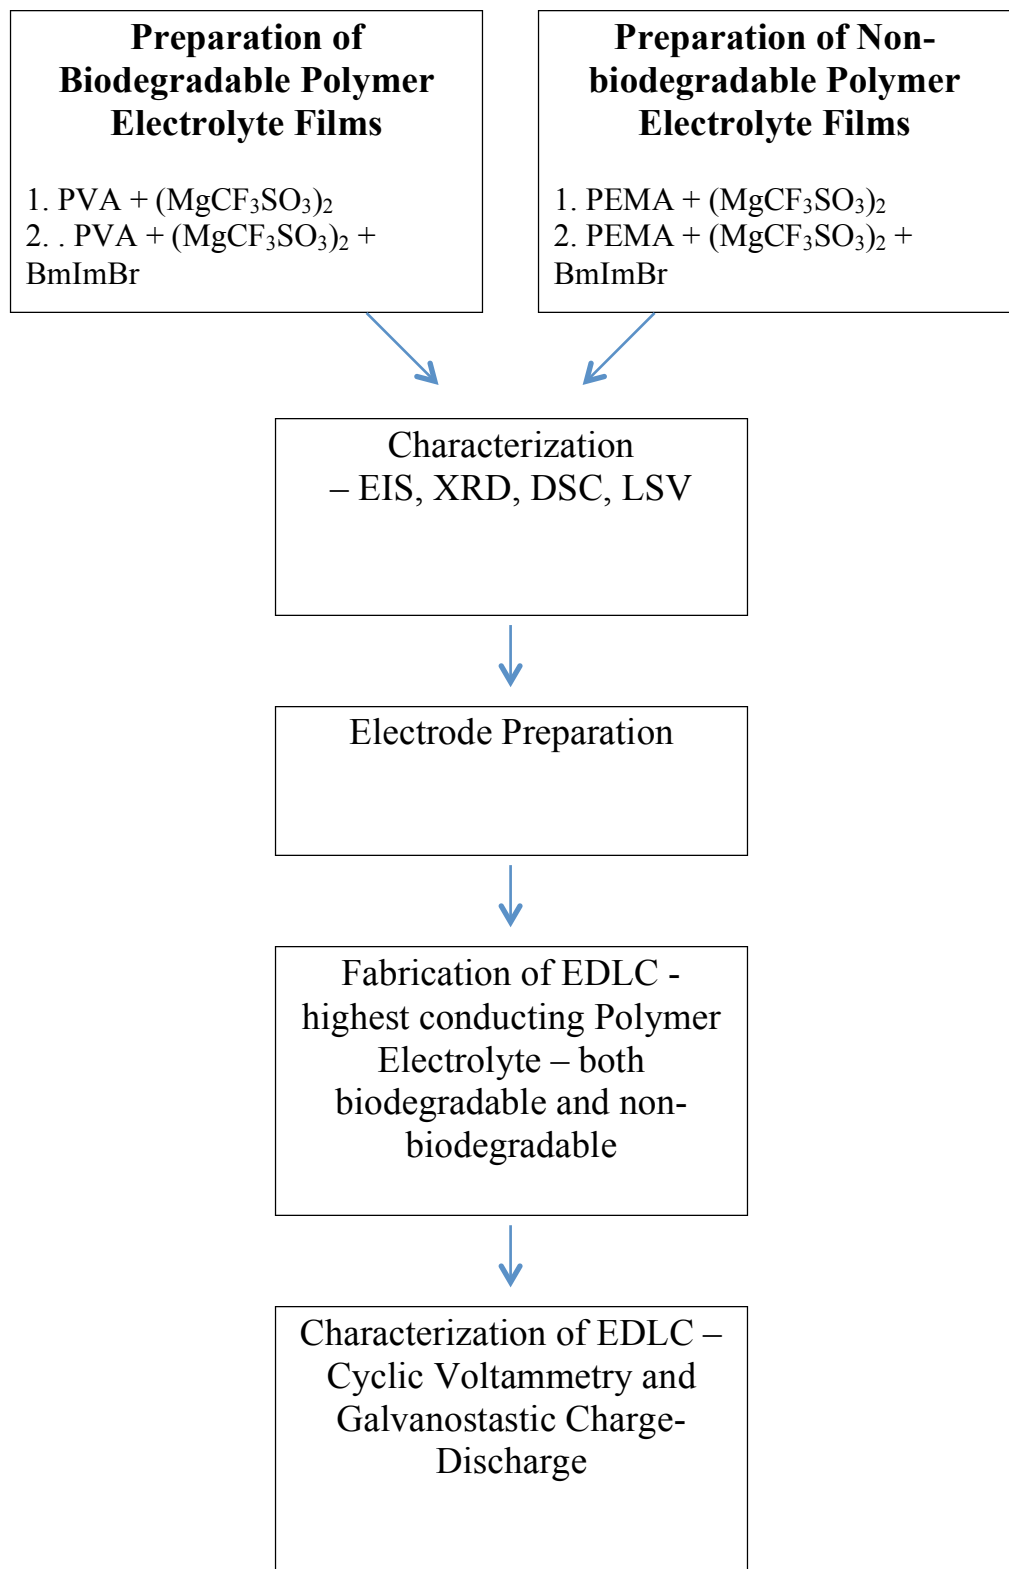 Preparation of
Biodegradable Polymer
Electrolyte Films
1. PVA + (MgCF₃SO₃)₂
2. . PVA + (MgCF₃SO₃)₂ +
BmImBr
Preparation of Non-
biodegradable Polymer
Electrolyte Films
1. PEMA + (MgCF₃SO₃)₂
2. PEMA + (MgCF₃SO₃)₂ +
BmImBr
Characterization
– EIS, XRD, DSC, LSV
Electrode Preparation
Fabrication of EDLC -
highest conducting Polymer
Electrolyte – both
biodegradable and non-
biodegradable
Characterization of EDLC –
Cyclic Voltammetry and
Galvanostastic Charge-
Discharge